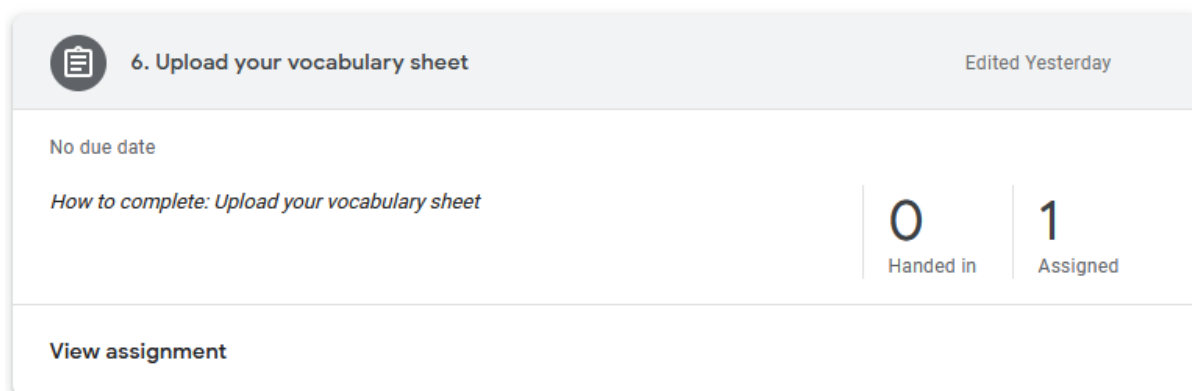 6. Upload your vocabulary sheet
Edited Yesterday
No due date
How to complete: Upload your vocabulary sheet
0
Handed in
1
Assigned
View assignment